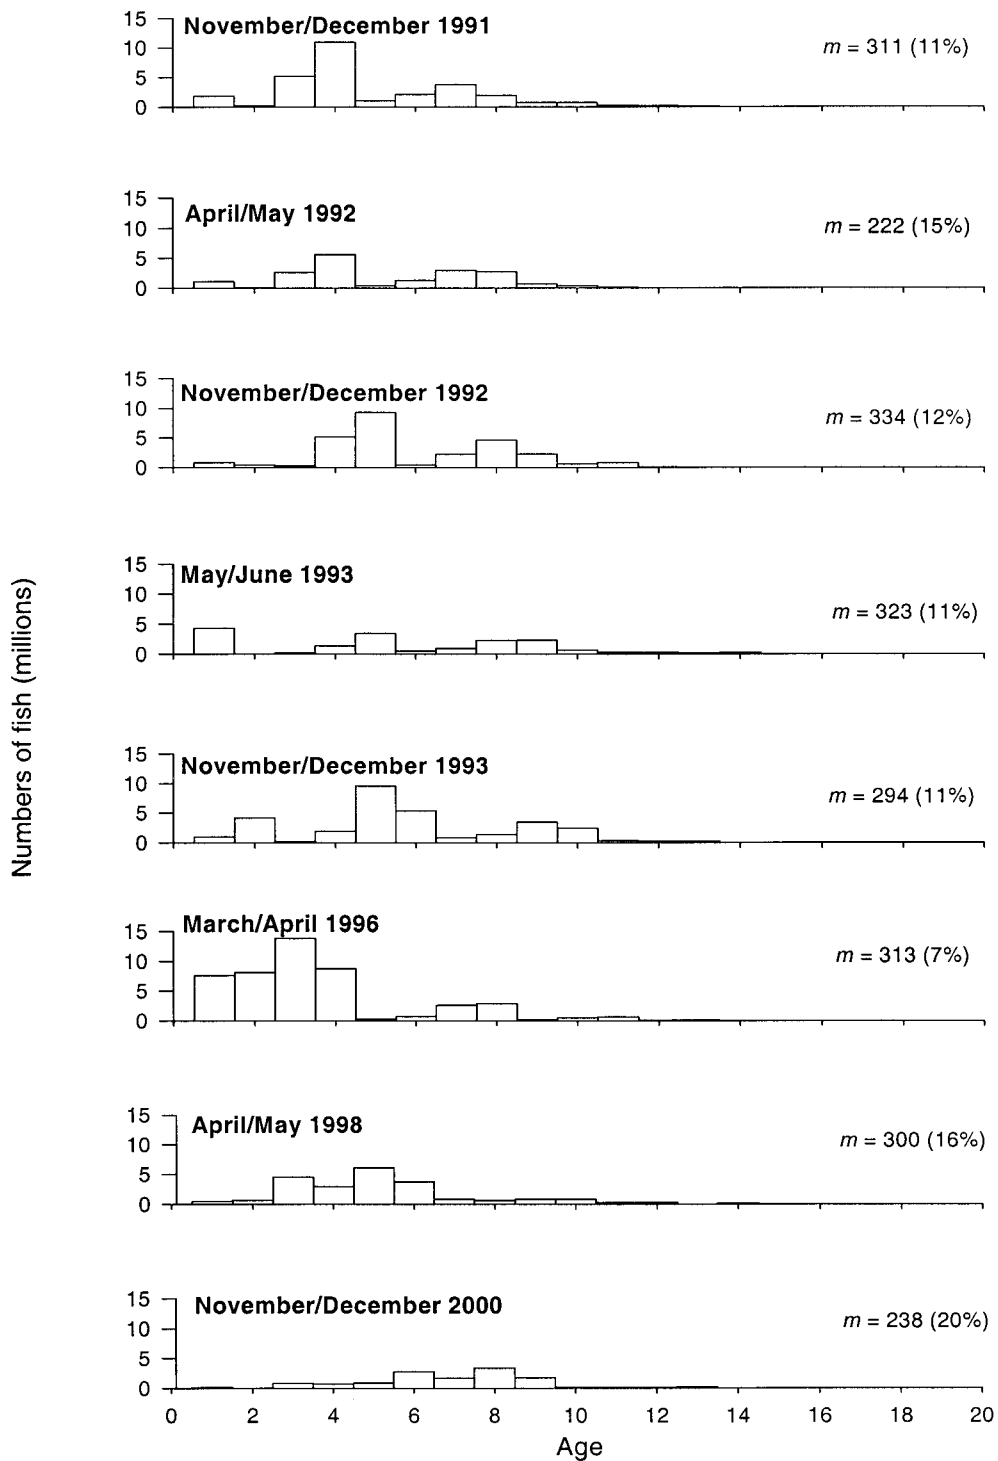 Numbers of fish (millions)
November/December 1991
m = 311 (11%)
15
10
5
0
April/May 1992
m = 222 (15%)
15
10
5
0
November/December 1992
m = 334 (12%)
15
10
5
0
May/June 1993
m = 323 (11%)
15
10
5
0
November/December 1993
m = 294 (11%)
15
10
5
0
March/April 1996
m = 313 (7%)
15
10
5
0
April/May 1998
m = 300 (16%)
15
10
5
0
November/December 2000
m = 238 (20%)
15
10
5
0
0 2 4 6 8 10 12 14 16 18 20
Age